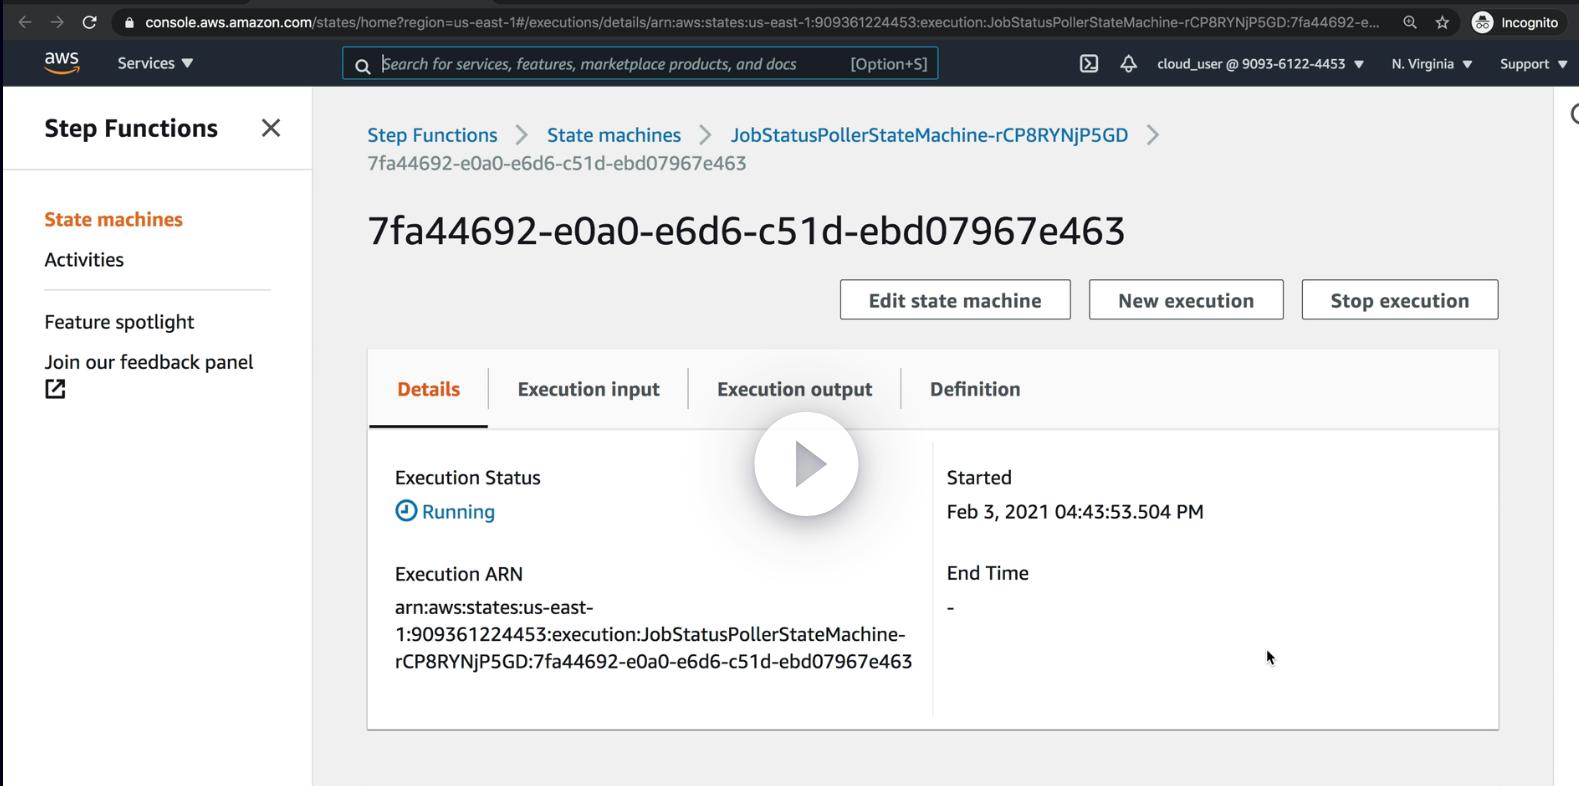 console.aws.amazon.com/states/home?region=us-east-1#/executions/details/arn:aws:states:us-east-1:909361224453:execution:JobStatusPollerStateMachine-rCP8RYNjP5GD:7fa44692-e...
Incognito
aws
Services ▼
Search for services, features, marketplace products, and docs
[Option+S]
cloud_user @ 9093-6122-4453 ▼
N. Virginia ▼
Support ▼
Step Functions
State machines
Activities
Feature spotlight
Join our feedback panel
Step Functions > State machines > JobStatusPollerStateMachine-rCP8RYNjP5GD >
7fa44692-e0a0-e6d6-c51d-ebd07967e463
7fa44692-e0a0-e6d6-c51d-ebd07967e463
Edit state machine
New execution
Stop execution
Details
Execution input
Execution output
Definition
Execution Status
Running
Execution ARN
arn:aws:states:us-east-
1:909361224453:execution:JobStatusPollerStateMachine-
rCP8RYNjP5GD:7fa44692-e0a0-e6d6-c51d-ebd07967e463
Started
Feb 3, 2021 04:43:53.504 PM
End Time
-